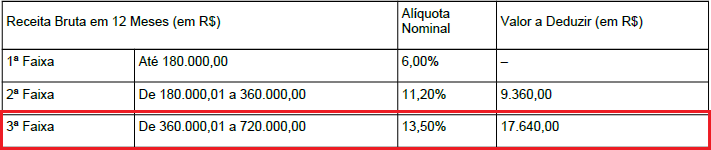 Receita Bruta em 12 Meses (em R$) Alíquota Nominal Valor a Deduzir (em R$)
1ª Faixa Até 180.000,00 6,00% –
2ª Faixa De 180.000,01 a 360.000,00 11,20% 9.360,00
3ª Faixa De 360.000,01 a 720.000,00 13,50% 17.640,00